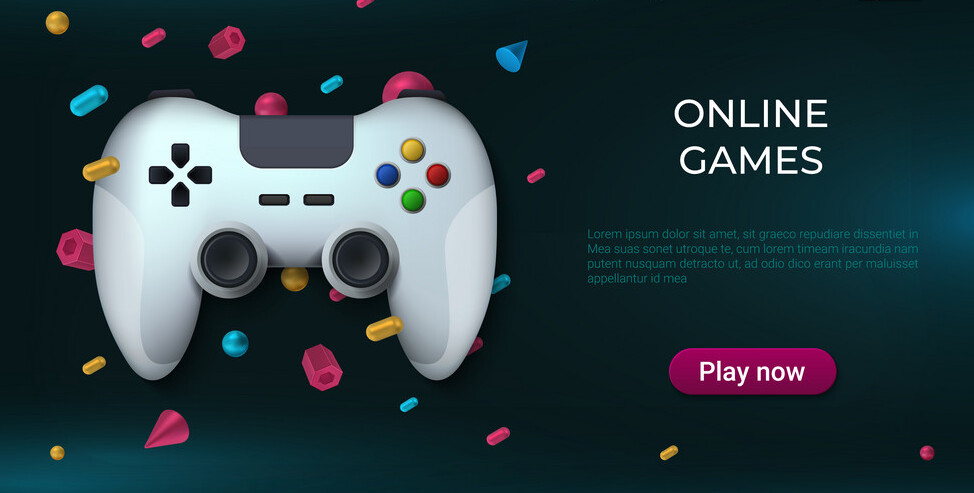 ONLINE
GAMES
Lorem ipsum dolor sit amet, sit graeco repudiare dissentiet in
Mea suas sonet utroque te, cum lorem timeam iracundia nam
putent nusquam detracto ut, ad odio dico erant per maluisset
appellantur id mea
Play now